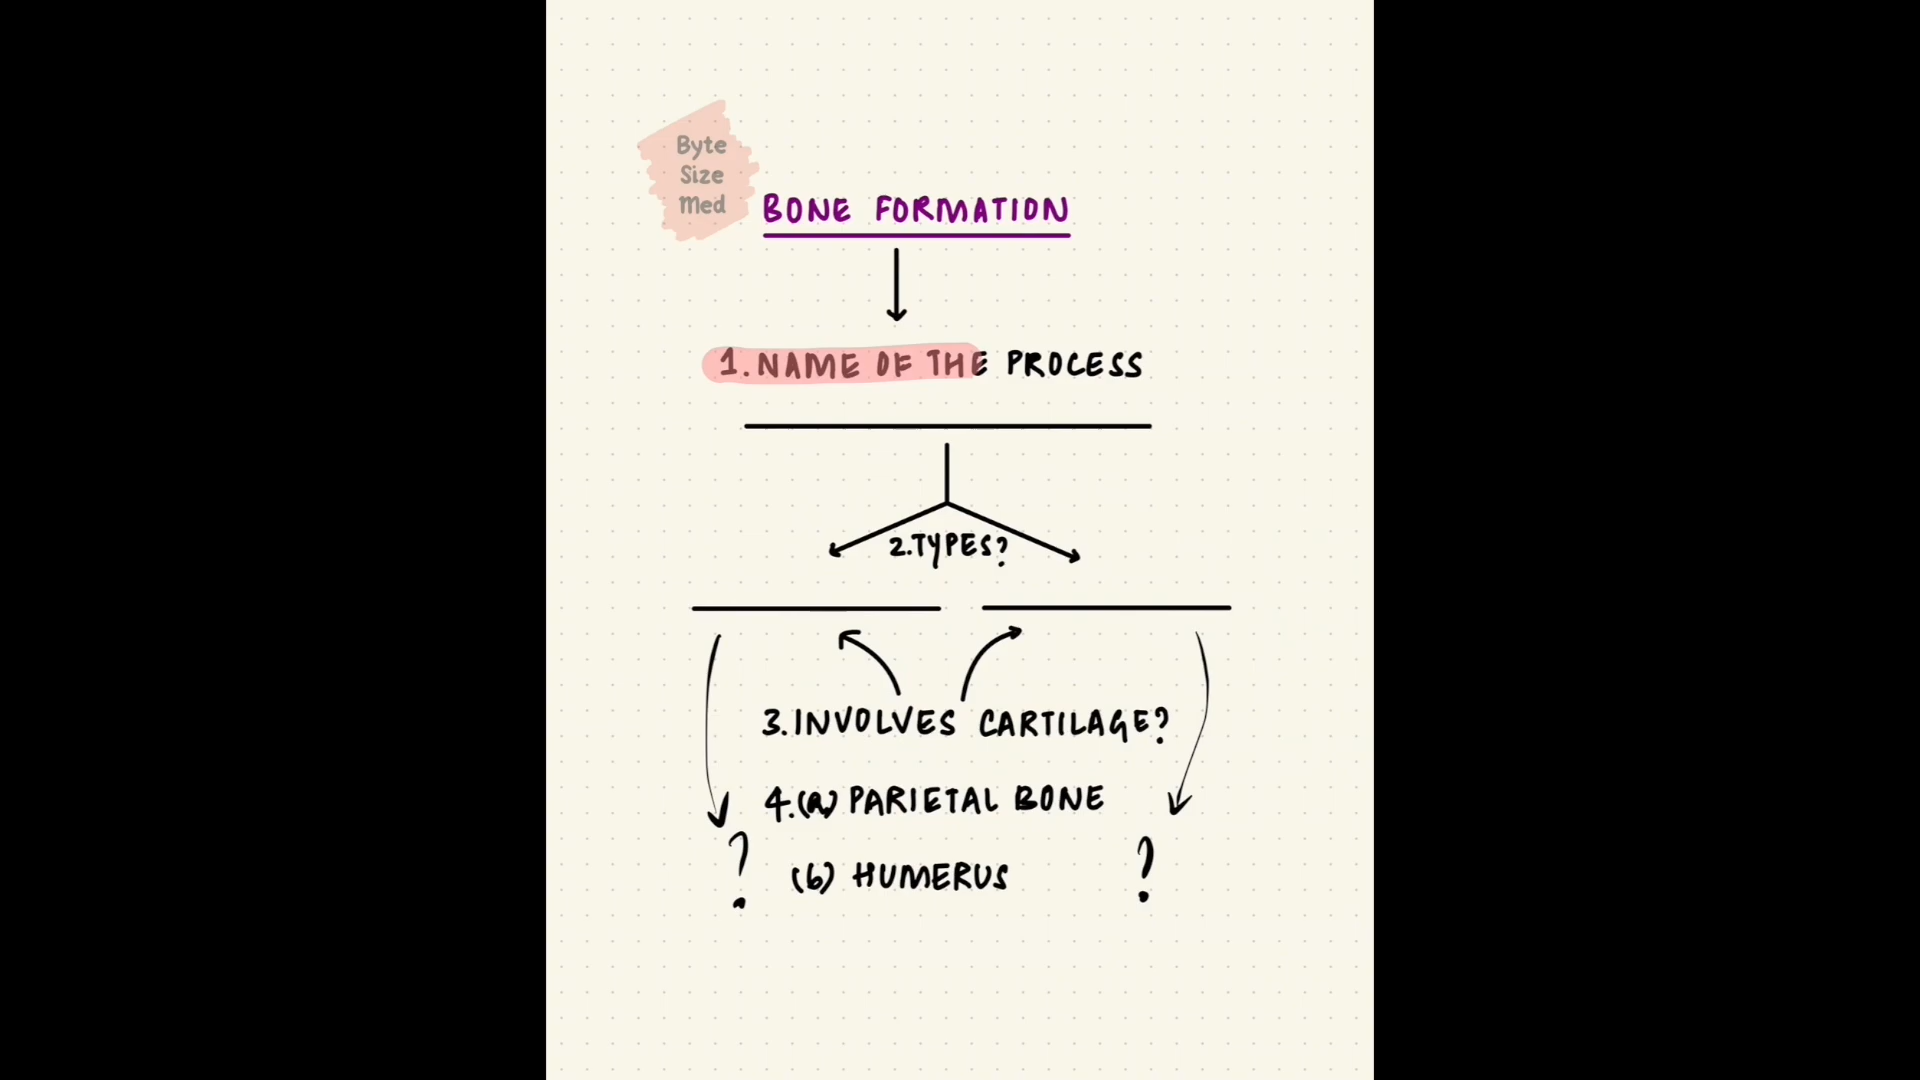 Byte
Size
Med
BONE FORMATION
1. NAME OF THE PROCESS
2. TYPES?
3. INVOLVES CARTILAGE?
4. (a) PARIETAL BONE
?
(b) HUMERUS
?